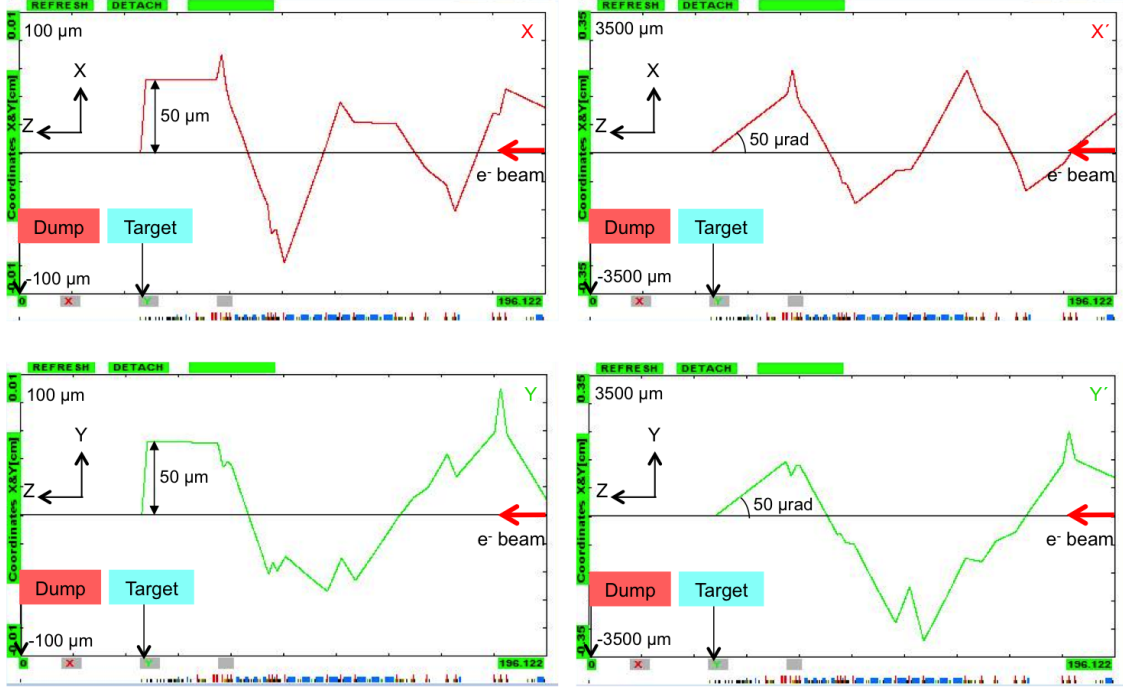 REFRESH DETACH
0.01
100 µm
X
X
50 µm
Z
e⁻ beam
Coordinates X&Y[cm]
Dump
Target
-0.01
-100 µm
0
X
Y
196.122
REFRESH DETACH
0.35
3500 µm
X´
X
50 µrad
Z
e⁻ beam
Coordinates X&Y[cm]
Dump
Target
-0.35
-3500 µm
0
X
Y
196.122
REFRESH DETACH
0.01
100 µm
Y
Y
50 µm
Z
e⁻ beam
Coordinates X&Y[cm]
Dump
Target
-0.01
-100 µm
0
X
Y
196.122
REFRESH DETACH
0.35
3500 µm
Y´
Y
50 µrad
Z
e⁻ beam
Coordinates X&Y[cm]
Dump
Target
-0.35
-3500 µm
0
X
Y
196.122